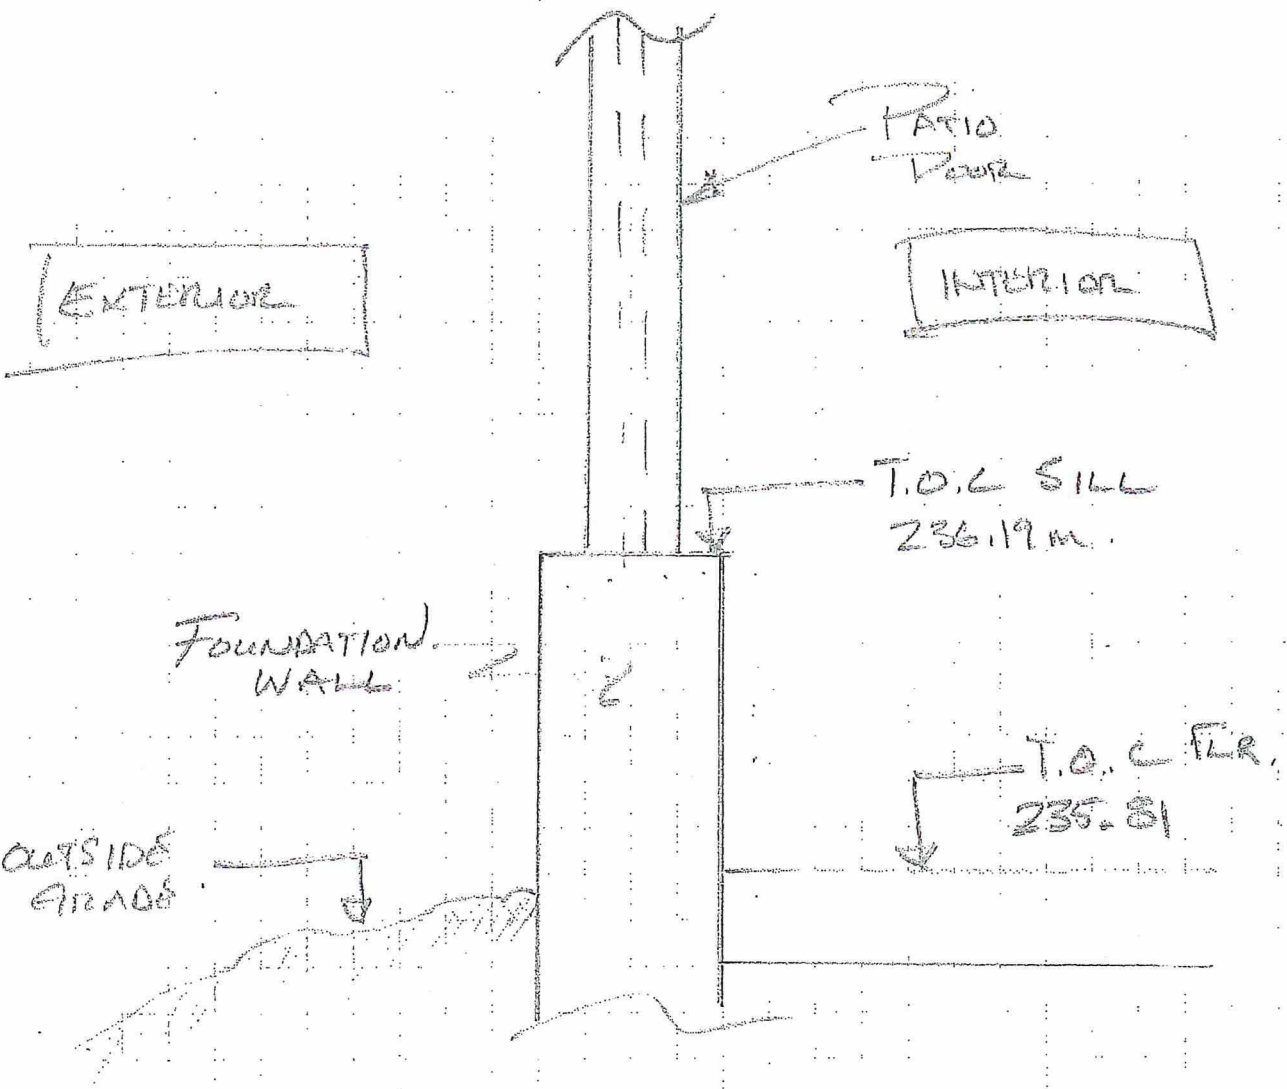 PATIO
DOOR
EXTERIOR
INTERIOR
T.O.C SILL
236.19 m.
FOUNDATION
WALL
T.O.C FLR.
235.81
OUTSIDE
GRADE